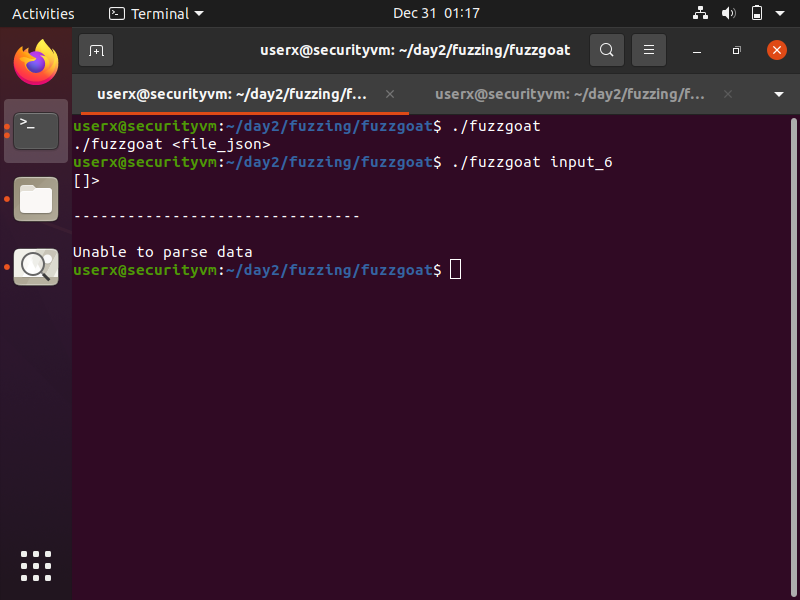 Activities
Terminal
Dec 31 01:17
userx@securityvm: ~/day2/fuzzing/fuzzgoat
userx@securityvm: ~/day2/fuzzing/f...
userx@securityvm: ~/day2/fuzzing/f...
userx@securityvm:~/day2/fuzzing/fuzzgoat$ ./fuzzgoat
./fuzzgoat <file_json>
userx@securityvm:~/day2/fuzzing/fuzzgoat$ ./fuzzgoat input_6
[]>
--------------------------------
Unable to parse data
userx@securityvm:~/day2/fuzzing/fuzzgoat$